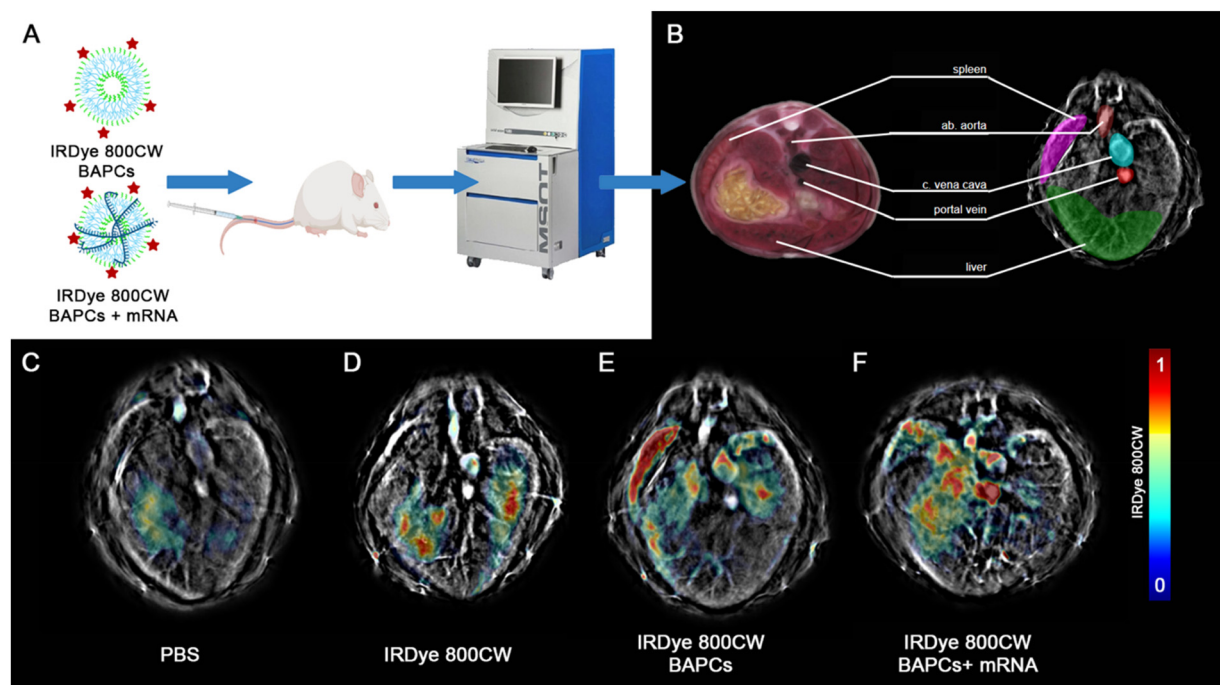 A
IRDye 800CW
BAPCs
IRDye 800CW
BAPCs + mRNA
MSOT
B
spleen
ab. aorta
c. vena cava
portal vein
liver
C
D
E
F
PBS
IRDye 800CW
IRDye 800CW
BAPCs
IRDye 800CW
BAPCs+ mRNA
1
IRDye 800CW
0